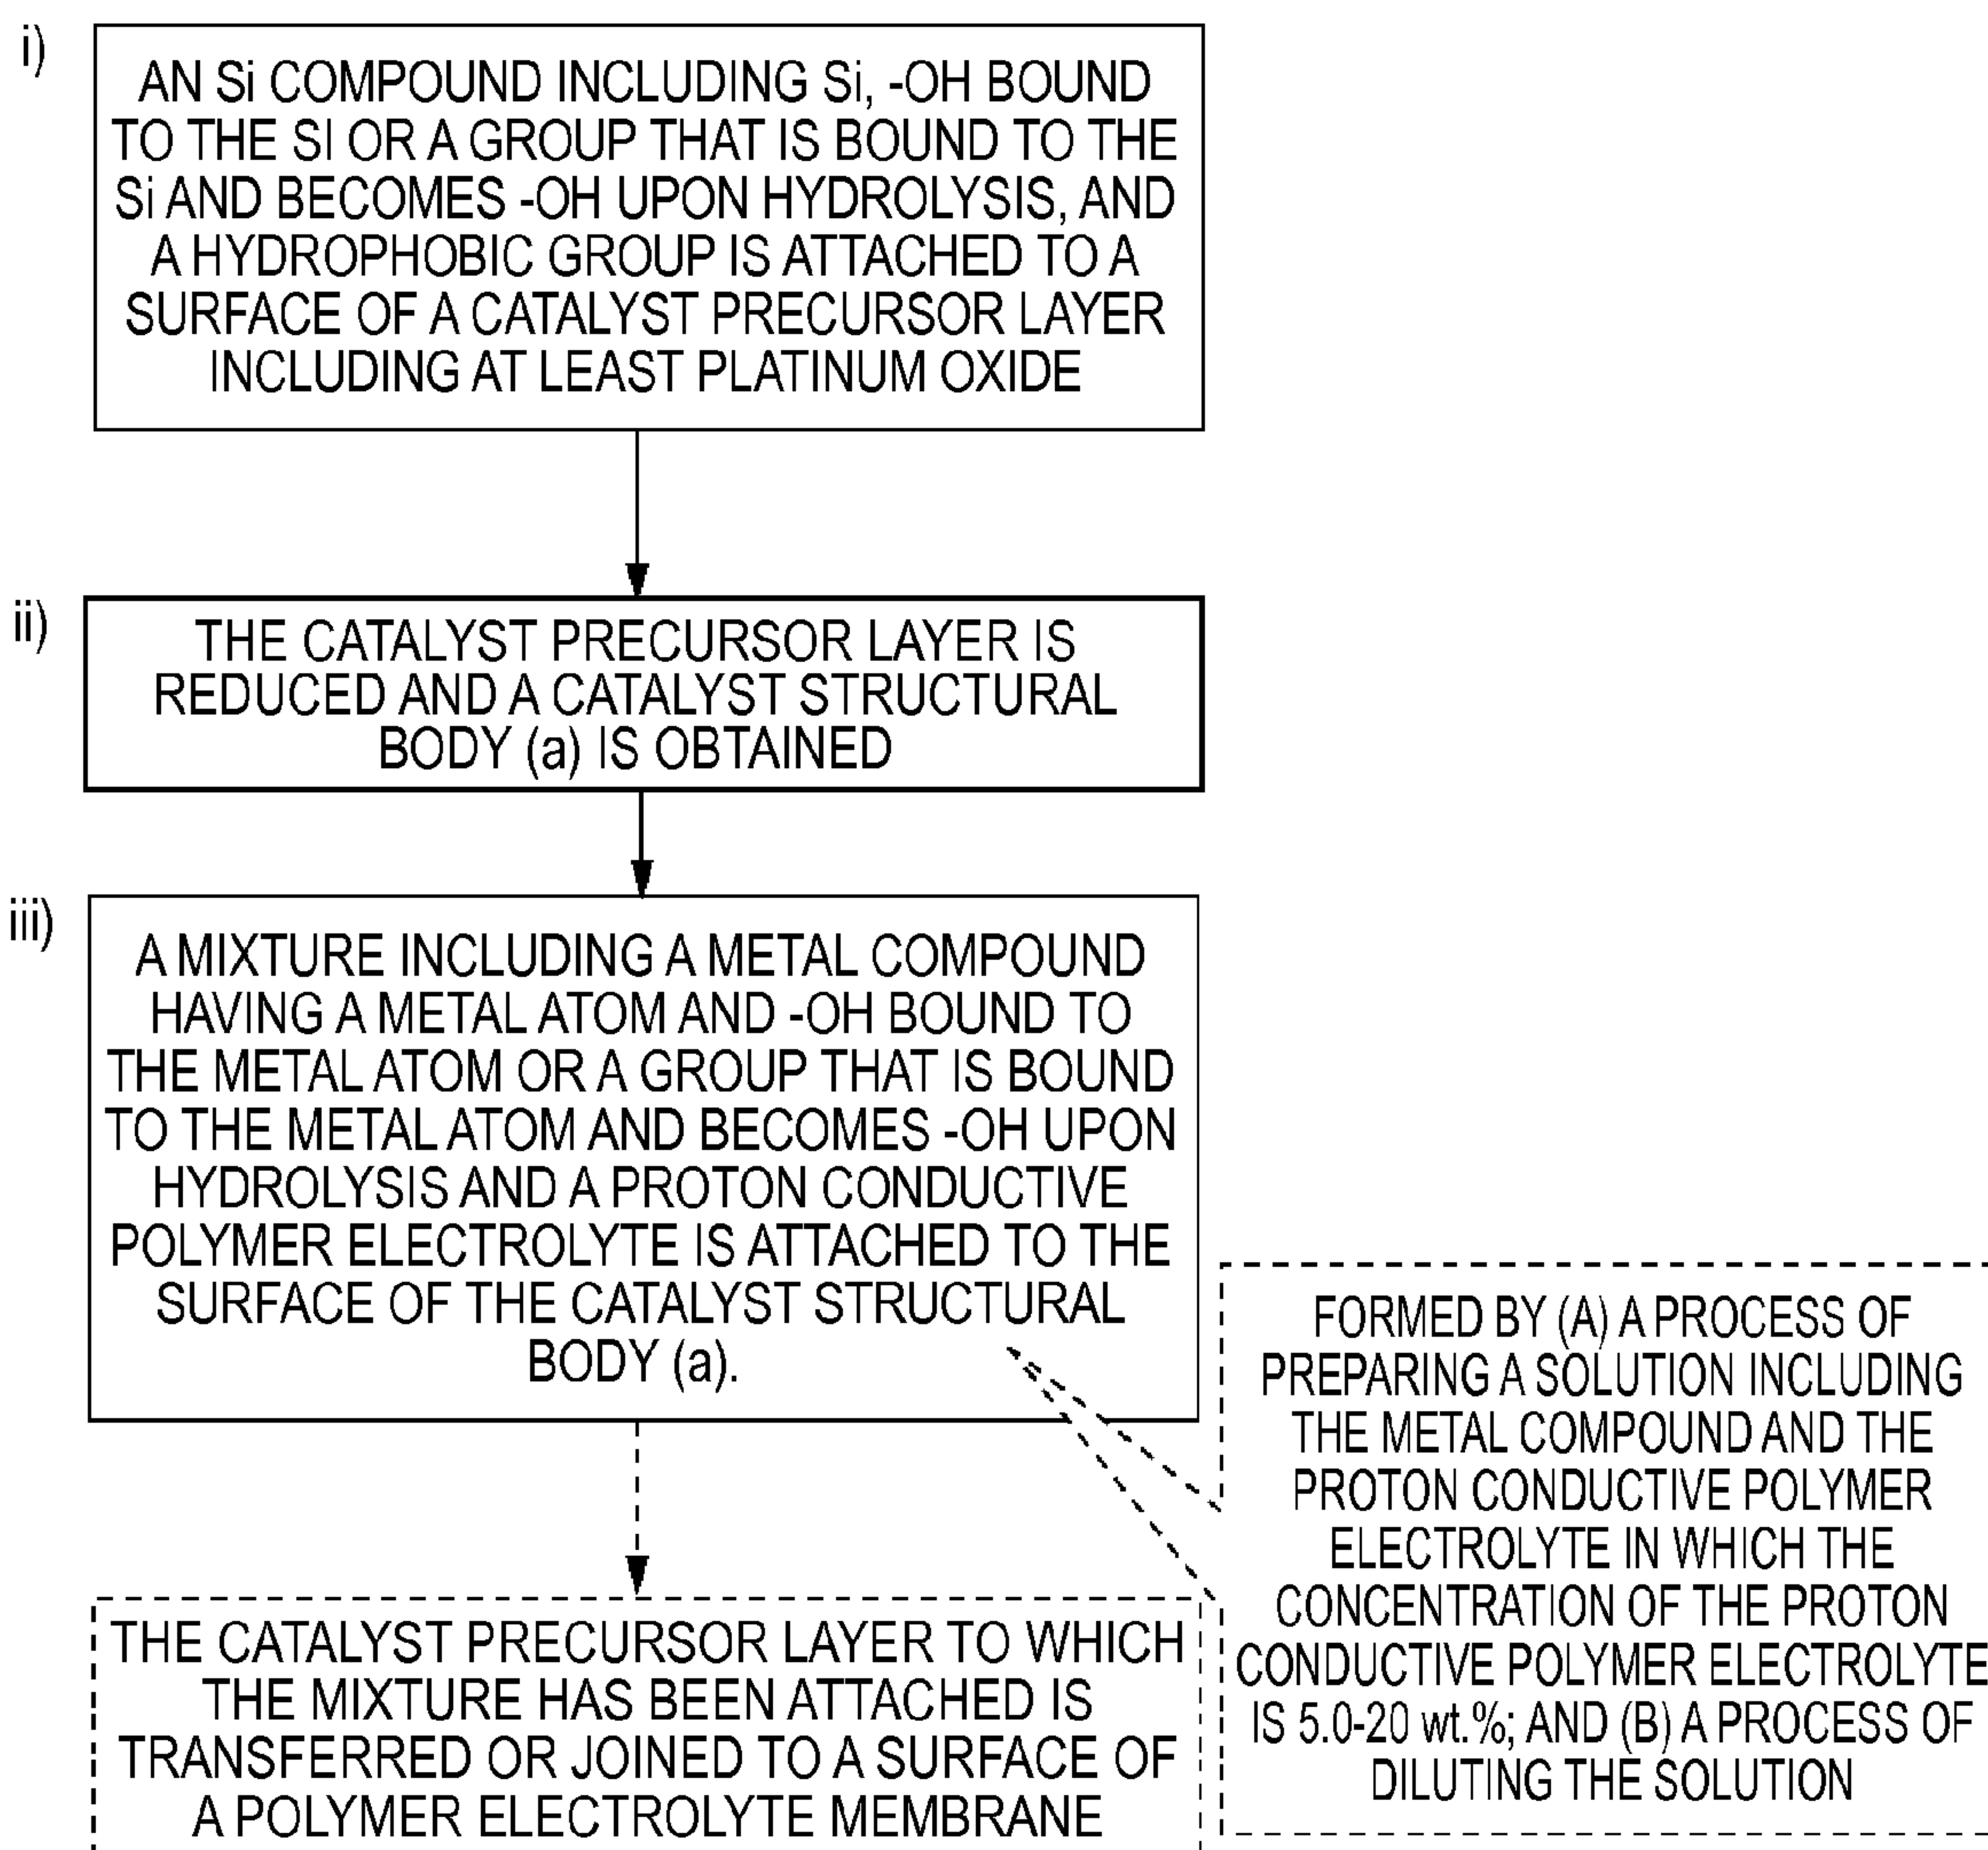 i)
AN Si COMPOUND INCLUDING Si, -OH BOUND
TO THE SI OR A GROUP THAT IS BOUND TO THE
Si AND BECOMES -OH UPON HYDROLYSIS, AND
A HYDROPHOBIC GROUP IS ATTACHED TO A
SURFACE OF A CATALYST PRECURSOR LAYER
INCLUDING AT LEAST PLATINUM OXIDE
ii)
THE CATALYST PRECURSOR LAYER IS
REDUCED AND A CATALYST STRUCTURAL
BODY (a) IS OBTAINED
iii)
A MIXTURE INCLUDING A METAL COMPOUND
HAVING A METAL ATOM AND -OH BOUND TO
THE METAL ATOM OR A GROUP THAT IS BOUND
TO THE METAL ATOM AND BECOMES -OH UPON
HYDROLYSIS AND A PROTON CONDUCTIVE
POLYMER ELECTROLYTE IS ATTACHED TO THE
SURFACE OF THE CATALYST STRUCTURAL
BODY (a).
FORMED BY (A) A PROCESS OF
PREPARING A SOLUTION INCLUDING
THE METAL COMPOUND AND THE
PROTON CONDUCTIVE POLYMER
ELECTROLYTE IN WHICH THE
CONCENTRATION OF THE PROTON
CONDUCTIVE POLYMER ELECTROLYTE
IS 5.0-20 wt.%; AND (B) A PROCESS OF
DILUTING THE SOLUTION
THE CATALYST PRECURSOR LAYER TO WHICH
THE MIXTURE HAS BEEN ATTACHED IS
TRANSFERRED OR JOINED TO A SURFACE OF
A POLYMER ELECTROLYTE MEMBRANE